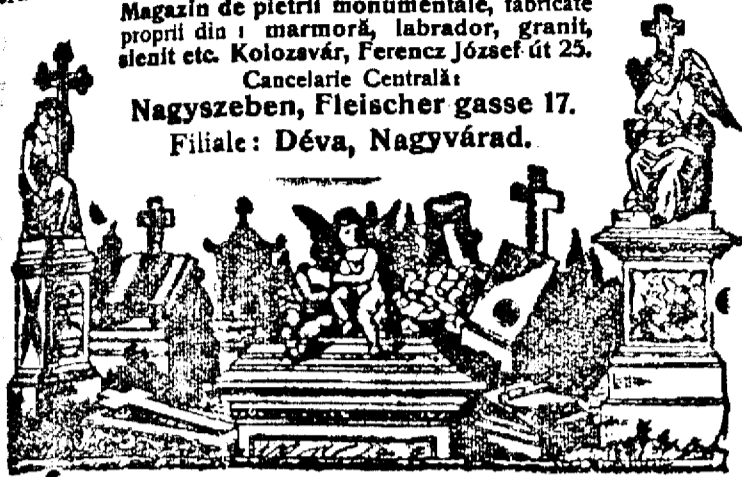 Magazin de pietrii monumentale, fabricate
proprii din : marmoră, labrador, granit,
sienit etc. Kolozsvár, Ferencz József-út 25.
Cancelarie Centrală:
Nagyszeben, Fleischer gasse 17.
Filiale: Déva, Nagyvárad.